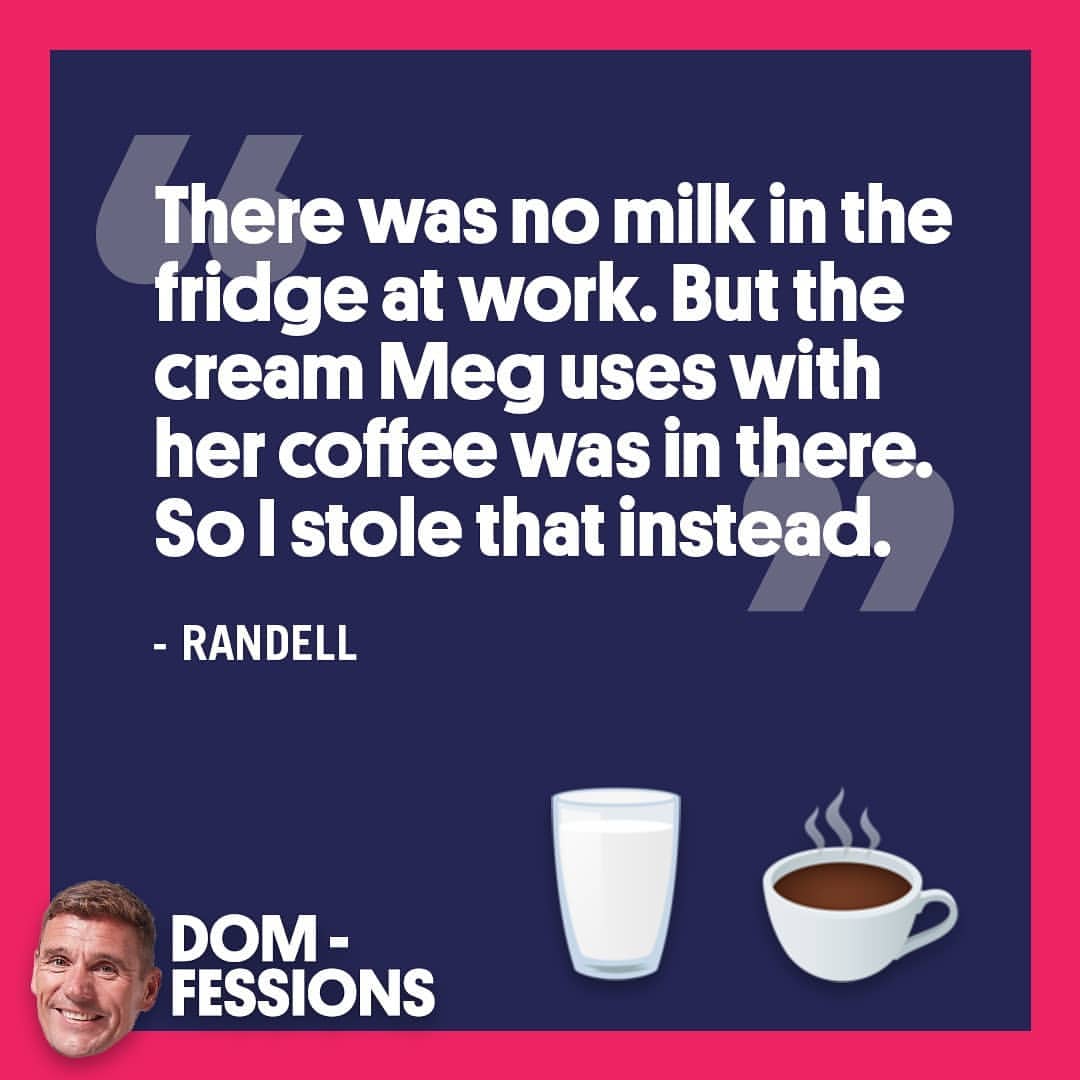 “
There was no milk in the
fridge at work. But the
cream Meg uses with
her coffee was in there.
So I stole that instead.
”
- RANDELL
DOM -
FESSIONS